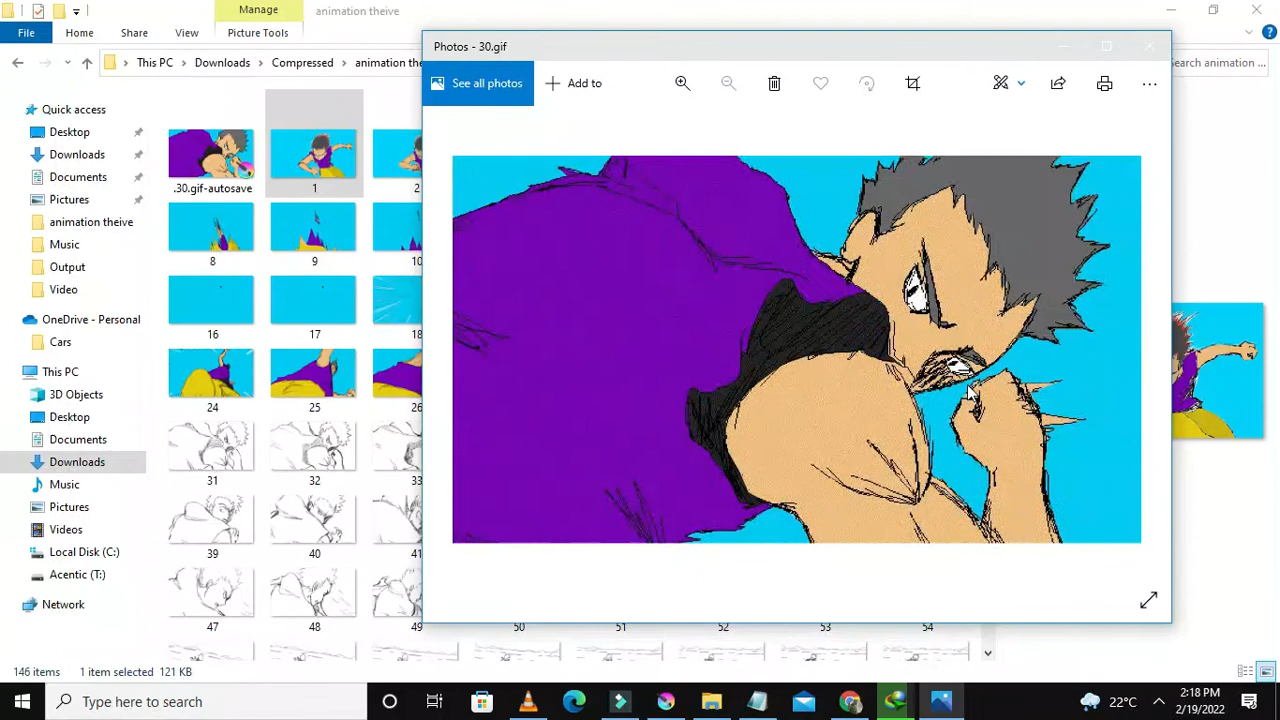 Manage
animation theive
File
Home
Share
View
Picture Tools
This PC
Downloads
Compressed
animation the
Search animation ...
Quick access
Desktop
Downloads
Documents
Pictures
animation theive
Music
Output
Video
OneDrive - Personal
Cars
This PC
3D Objects
Desktop
Documents
Downloads
Music
Pictures
Videos
Local Disk (C:)
Acentic (T:)
Network
.30.gif-autosave
1
2
8
9
10
16
17
18
24
25
26
31
32
33
39
40
41
47
48
49
50
51
52
53
54
Photos - 30.gif
See all photos
Add to
146 items
1 item selected 121 KB
Type here to search
22°C
2:18 PM
2/19/2022